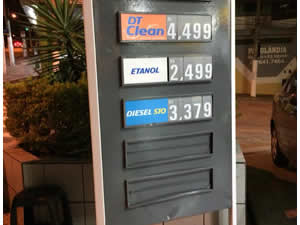 DT
Clean
4,499
ETANOL
2,499
DIESEL S10
3.379